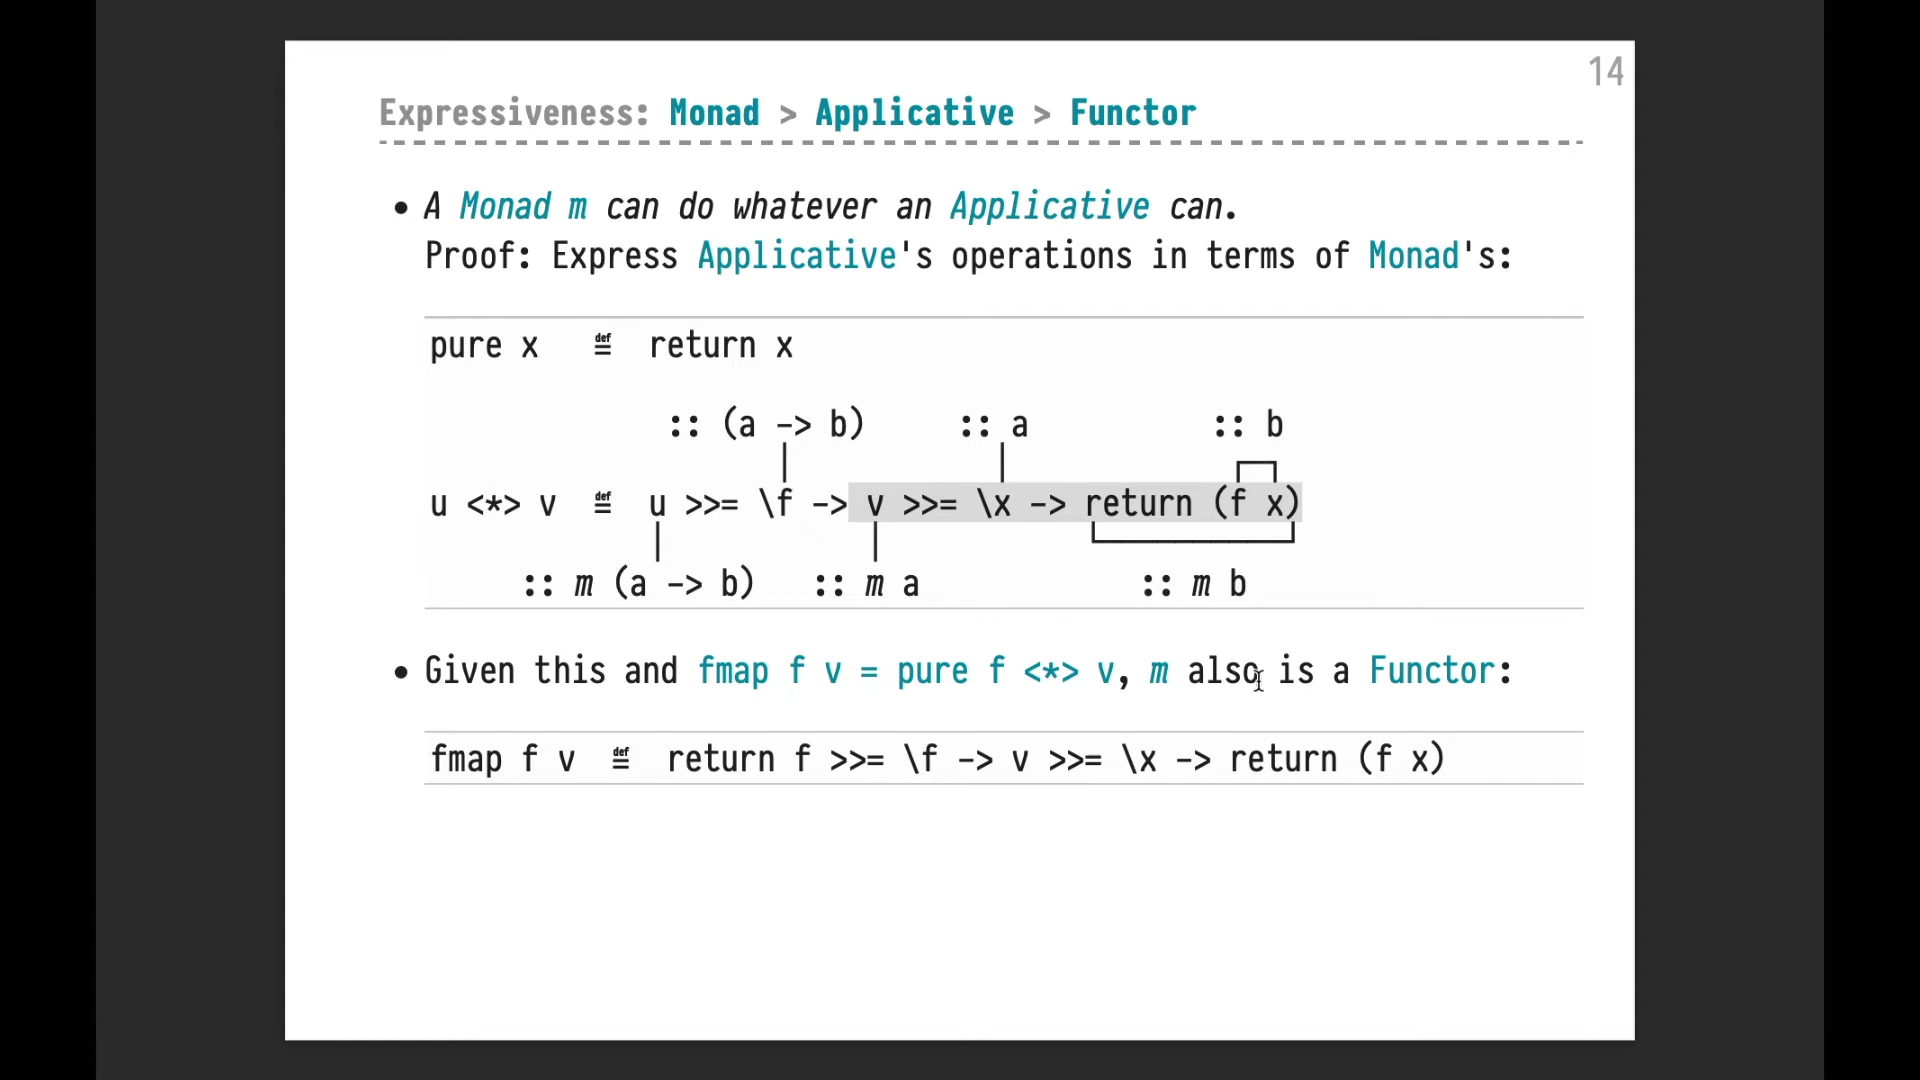 14
Expressiveness: Monad > Applicative > Functor
• A Monad m can do whatever an Applicative can.
Proof: Express Applicative's operations in terms of Monad's:
pure x ≝ return x
:: (a -> b) :: a :: b
u <*> v ≝ u >>= \f -> v >>= \x -> return (f x)
:: m (a -> b) :: m a :: m b
• Given this and fmap f v = pure f <*> v, m also is a Functor:
fmap f v ≝ return f >>= \f -> v >>= \x -> return (f x)